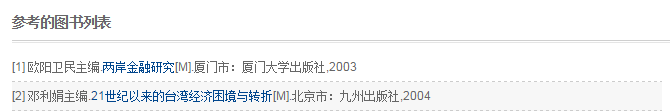 参考的图书列表
[1] 欧阳卫民主编.两岸金融研究[M].厦门市：厦门大学出版社,2003
[2] 邓利娟主编.21世纪以来的台湾经济困境与转折[M].北京市：九州出版社,2004